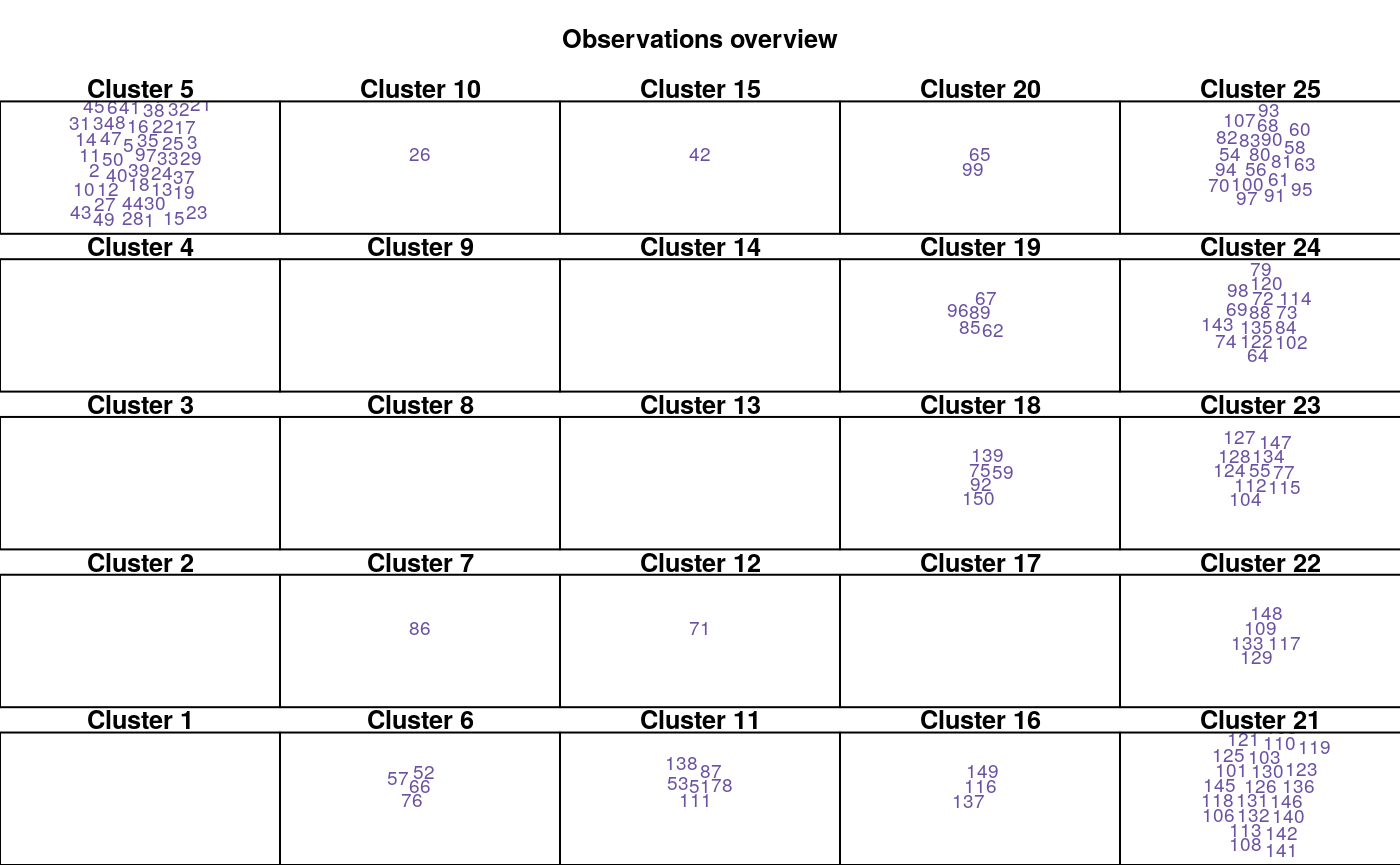 Observations overview
Cluster 5
45 6 41 38 32 21
31 34 8 16 22 17
14 47 5 35 25 3
11 50 9 7 33 29
2 40 39 24 37
10 12 18 13 19
27 44 30
43 49 28 1 15 23
Cluster 10
26
Cluster 15
42
Cluster 20
65
99
Cluster 25
93
107 68 60
82 83 90 58
54 80 81 63
94 56 61
70 100 95
97 91
Cluster 4
Cluster 9
Cluster 14
Cluster 19
67
96 89
85 62
Cluster 24
79
120
98 72 114
69 88 73
143 135 84
74 122 102
64
Cluster 3
Cluster 8
Cluster 13
Cluster 18
139
75 59
92
150
Cluster 23
127 147
128 134
124 55 77
112 115
104
Cluster 2
Cluster 7
86
Cluster 12
71
Cluster 17
Cluster 22
148
109
133 117
129
Cluster 1
Cluster 6
57 52
66
76
Cluster 11
138 87
53 51 78
111
Cluster 16
149
116
137
Cluster 21
121 110 119
125 103
101 130 123
145 126 136
118 131 146
106 132 140
113 142
108 141